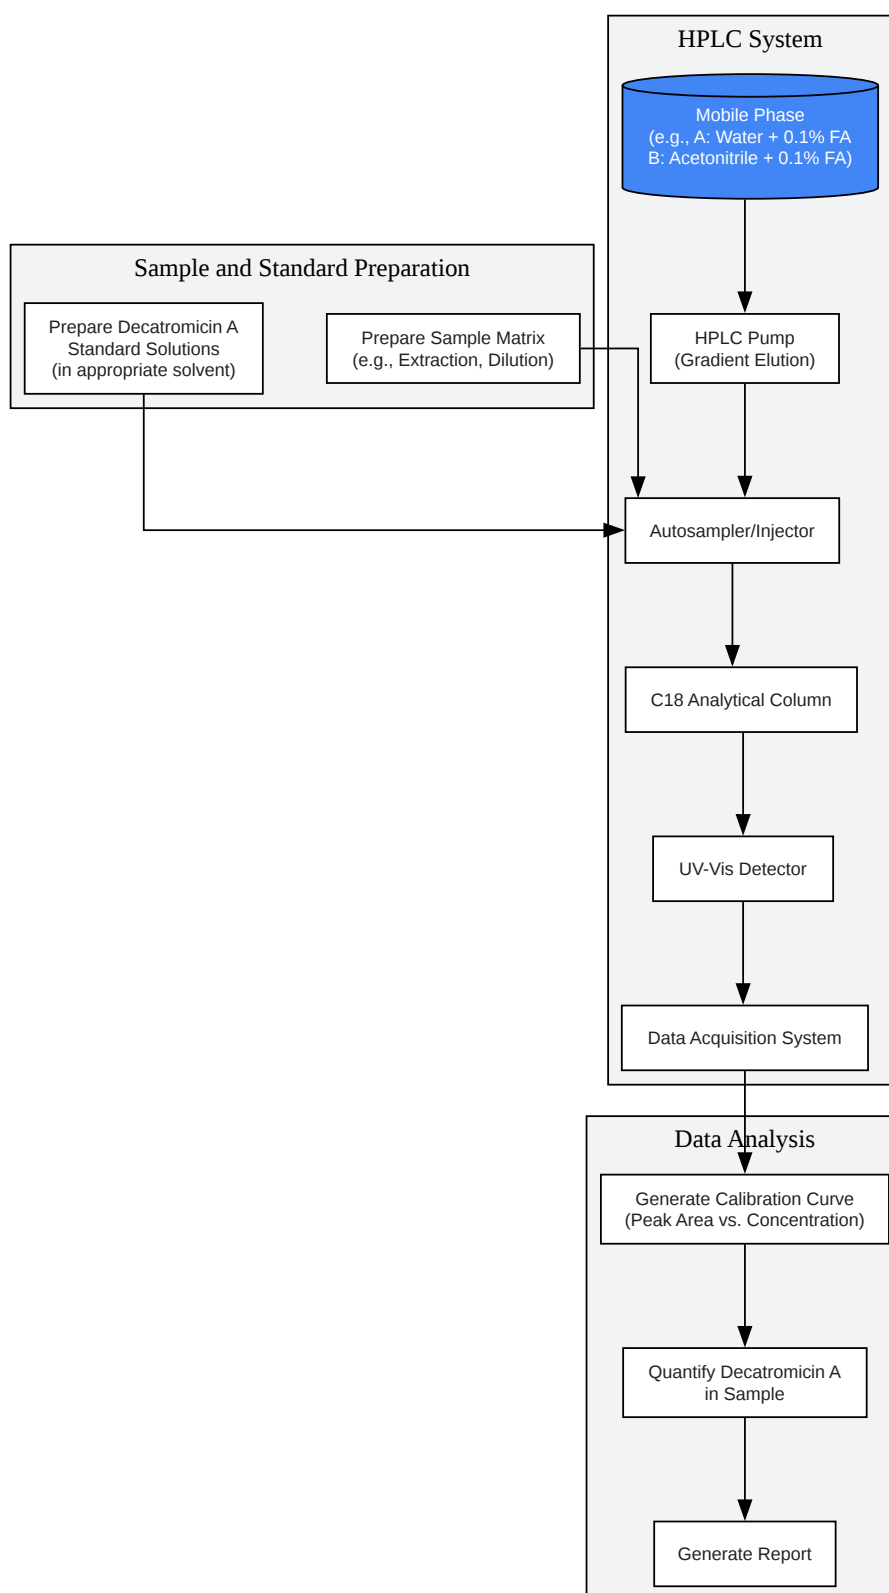 HPLC System
Mobile Phase
(e.g., A: Water + 0.1% FA
B: Acetonitrile + 0.1% FA)
Sample and Standard Preparation
Prepare Decatromicin A
Standard Solutions
(in appropriate solvent)
Prepare Sample Matrix
(e.g., Extraction, Dilution)
HPLC Pump
(Gradient Elution)
Autosampler/Injector
C18 Analytical Column
UV-Vis Detector
Data Acquisition System
Data Analysis
Generate Calibration Curve
(Peak Area vs. Concentration)
Quantify Decatromicin A
in Sample
Generate Report